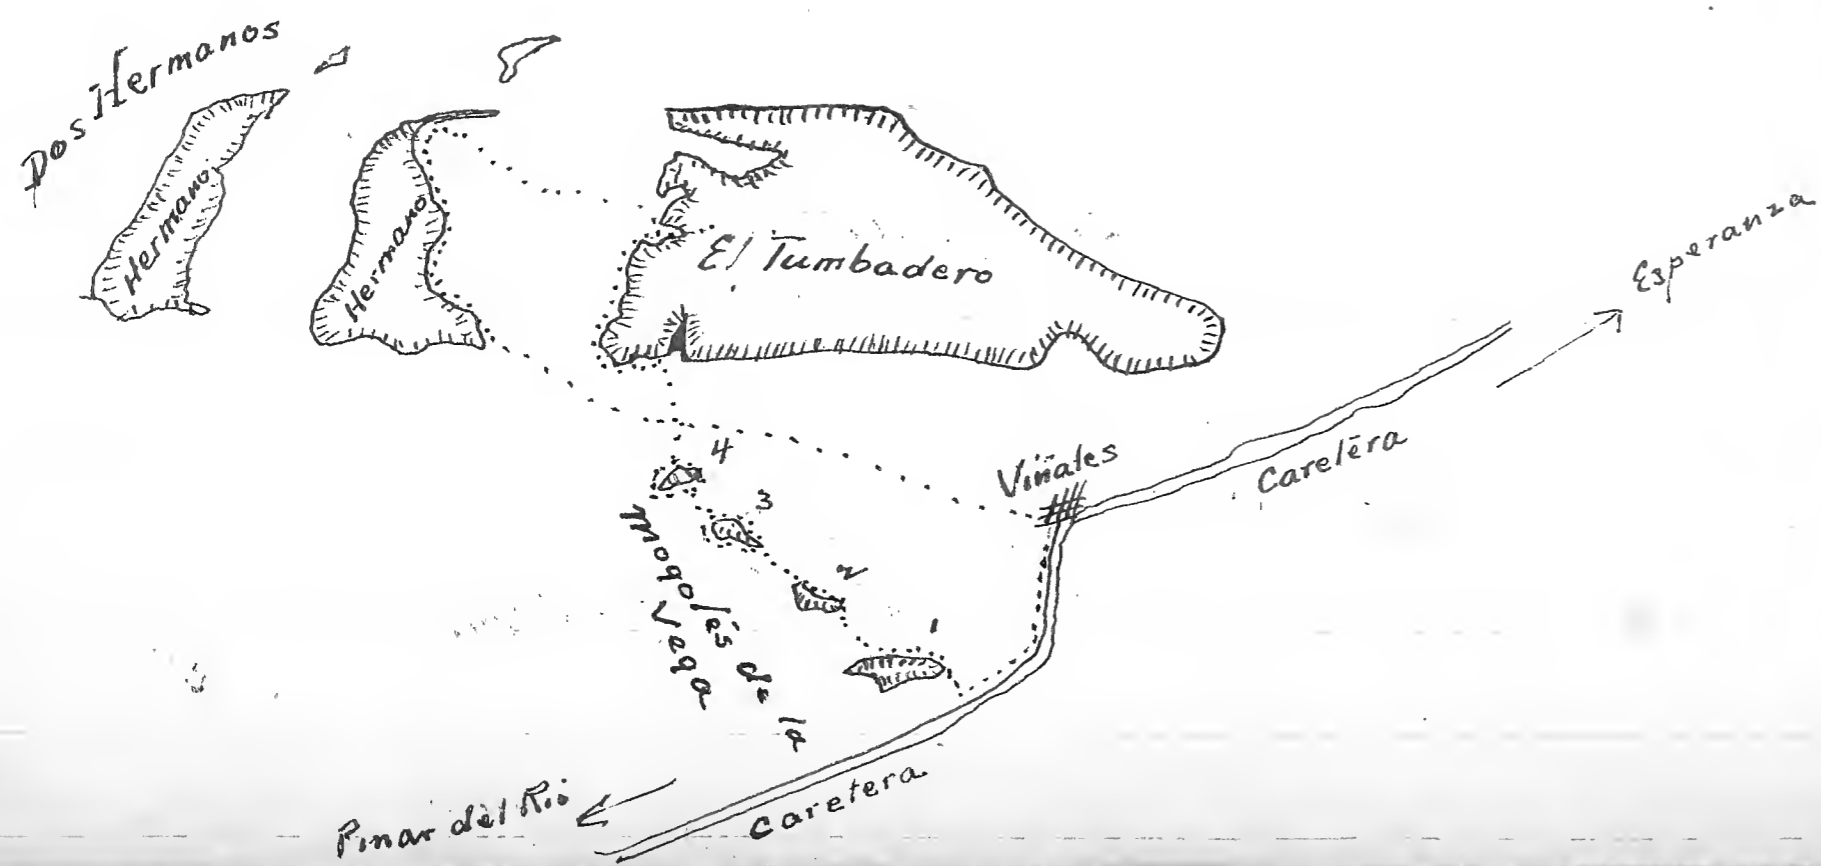 Dos Hermanos
Hermano
Hermano
El Tumbadero
Esperanza
Viñales
Caretera
4
3
2
1
Mogotes de la
Vega
Caretera
Pinar del Rio